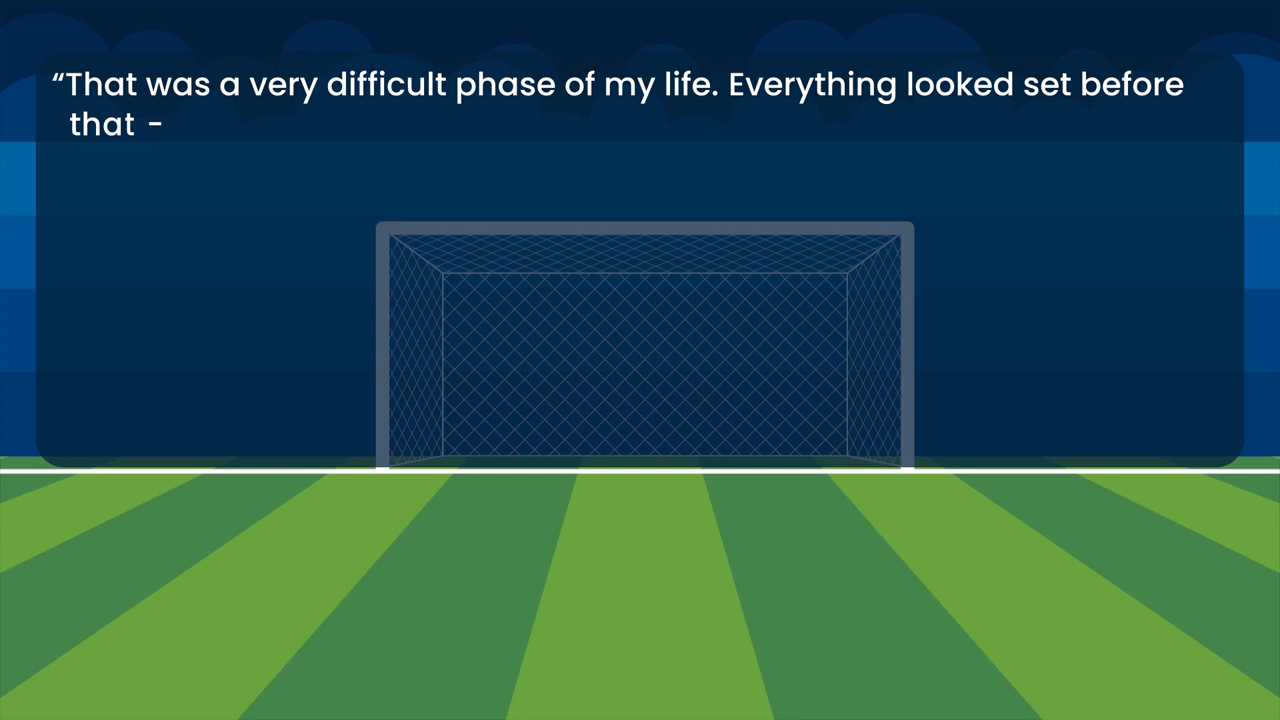 “That was a very difficult phase of my life. Everything looked set before
that -